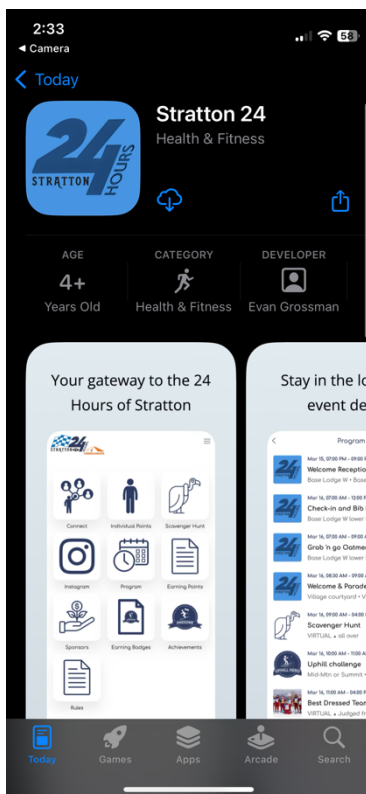 2:33
58
Camera
Today
24
STRATTON
HOURS
Stratton 24
Health & Fitness
AGE
4+
Years Old
CATEGORY
Health & Fitness
DEVELOPER
Evan Grossman
Your gateway to the 24
Hours of Stratton
24
Connect
Individual Points
Scavenger Hunt
Instagram
Program
Earning Points
Sponsors
Earning Badges
Achievements
Rules
Stay in the lo
event de
Program
Mar 15, 07:00 PM - 09:00 P
Welcome Receptio
Base Lodge W • Base
Mar 16, 07:00 AM - 12:00 P
Check-in and Bib
Base Lodge W lower
Mar 16, 07:00 AM - 09:00 A
Grab 'n go Oatme
Base Lodge W lower
Mar 16, 08:30 AM - 09:00
Welcome & Parade
Village courtyard • V
Mar 16, 09:00 AM - 04:00
Scavenger Hunt
VIRTUAL • all over
Mar 16, 10:00 AM - 11:00 A
Uphill challenge
Mid-Mtn or Summit •
Mar 16, 11:00 AM - 04:00 P
Best Dressed Tea
VIRTUAL • Judged fr
Today
Games
Apps
Arcade
Search